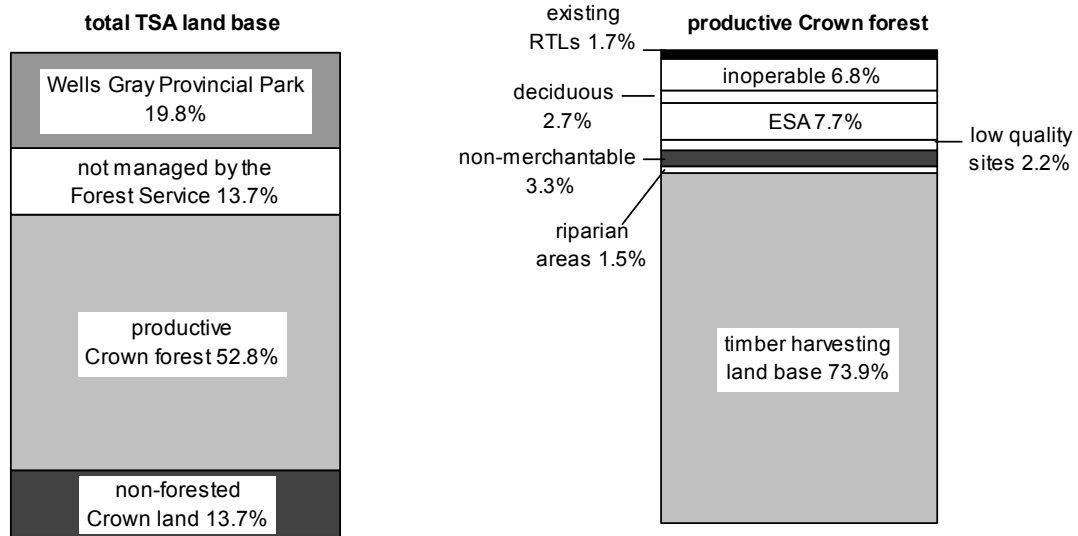 total TSA land base
Wells Gray Provincial Park
19.8%
not managed by the
Forest Service 13.7%
productive
Crown forest 52.8%
non-forested
Crown land 13.7%
productive Crown forest
existing
RTLs 1.7%
inoperable 6.8%
deciduous
2.7%
ESA 7.7%
low quality
sites 2.2%
non-merchantable
3.3%
riparian
areas 1.5%
timber harvesting
land base 73.9%